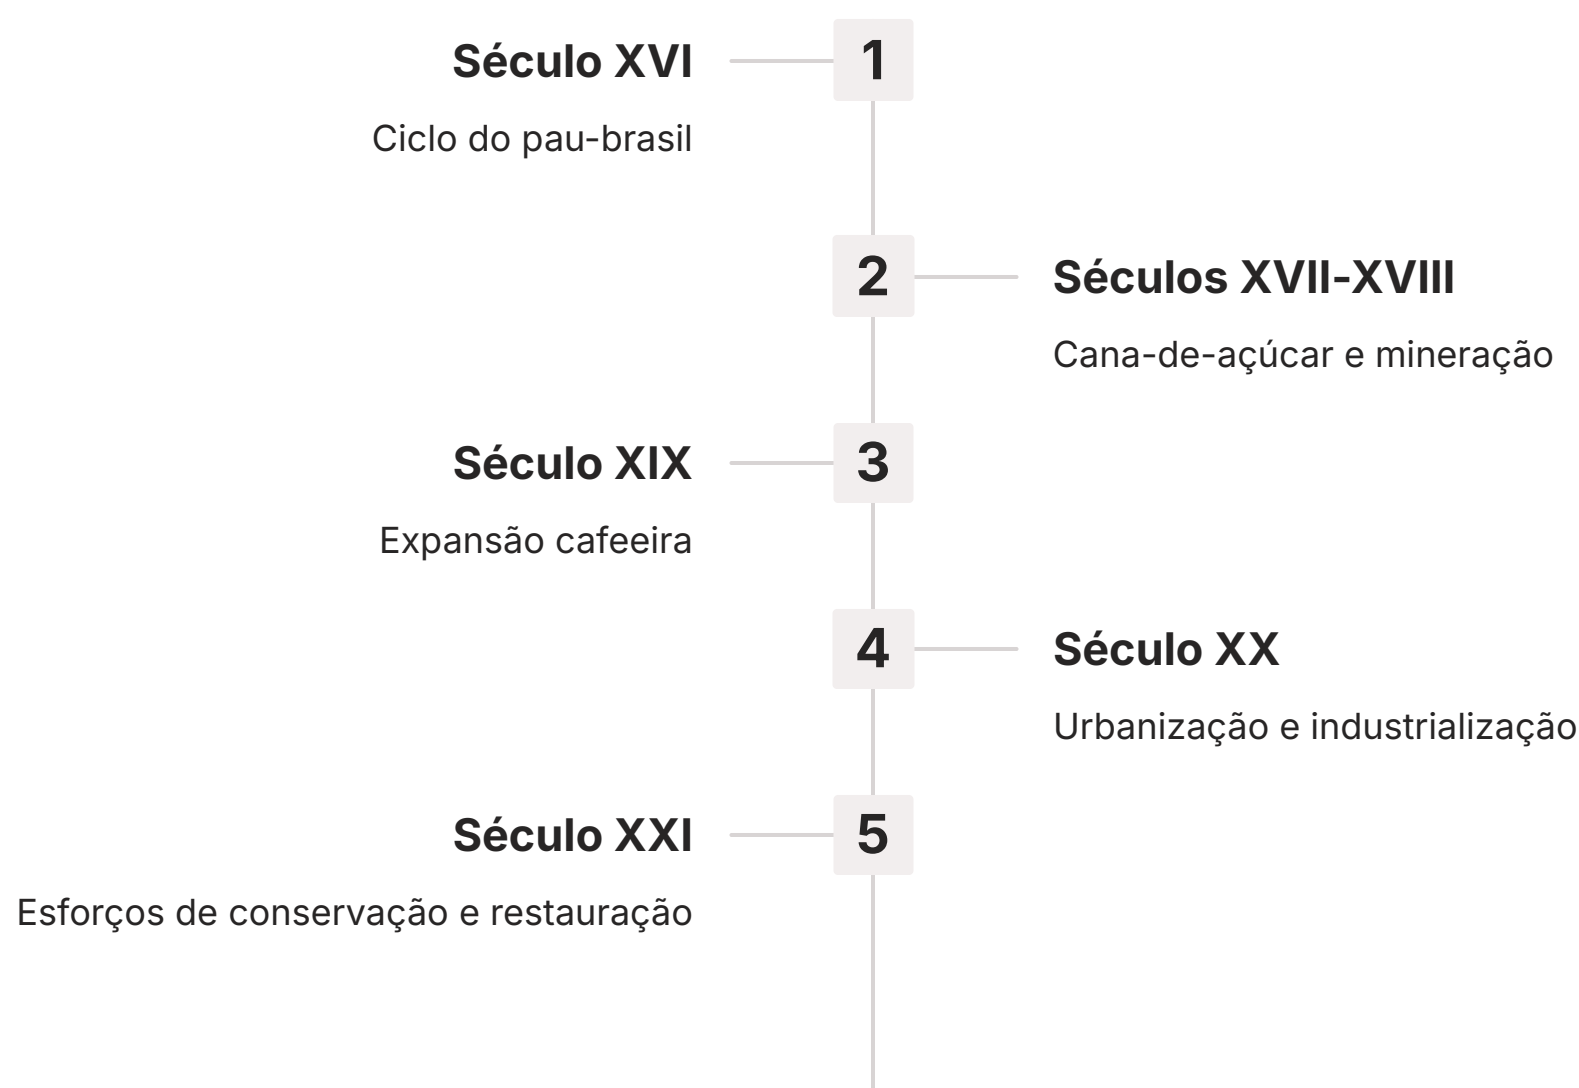 Século XVI
1
Ciclo do pau-brasil
2
Séculos XVII-XVIII
Cana-de-açúcar e mineração
Século XIX
3
Expansão cafeeira
4
Século XX
Urbanização e industrialização
Século XXI
5
Esforços de conservação e restauração